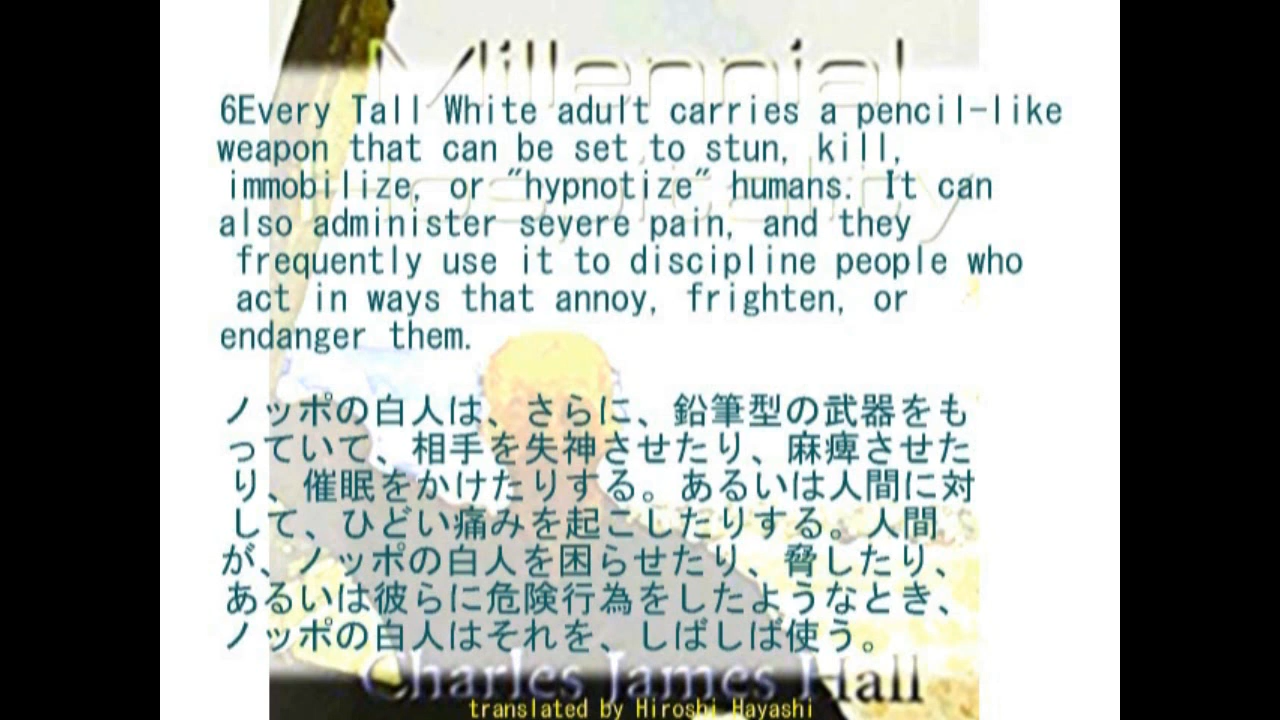 Millennial
Hospitality
6Every Tall White adult carries a pencil-like
weapon that can be set to stun, kill,
immobilize, or "hypnotize" humans. It can
also administer severe pain, and they
frequently use it to discipline people who
act in ways that annoy, frighten, or
endanger them.
ノッポの白人は、さらに、鉛筆型の武器をも
っていて、相手を失神させたり、麻痺させた
り、催眠をかけたりする。あるいは人間に対
して、ひどい痛みを起こしたりする。人間
が、ノッポの白人を困らせたり、脅したり、
あるいは彼らに危険行為をしたようなとき、
ノッポの白人はそれを、しばしば使う。
Charles James Hall
translated by Hiroshi Hayashi